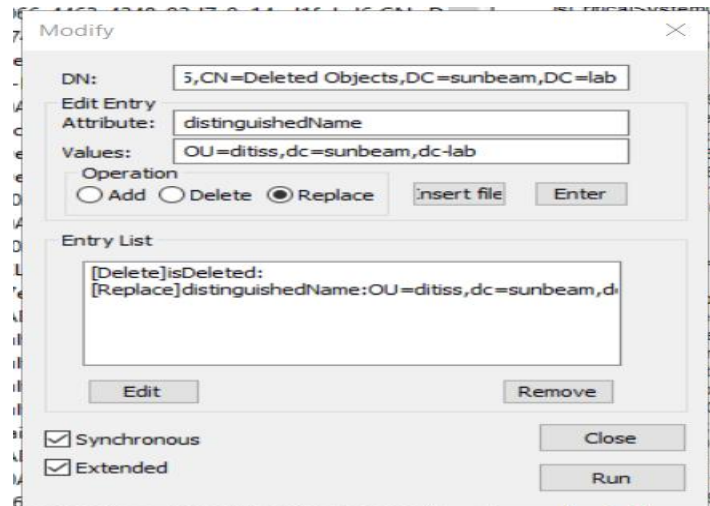 Modify
DN: 5,CN=Deleted Objects,DC=sunbeam,DC=lab
Edit Entry
Attribute: distinguishedName
Values: OU=ditiss,dc=sunbeam,dc-lab
Operation
Add Delete Replace Insert file Enter
Entry List
[Delete]isDeleted:
[Replace]distinguishedName:OU=ditiss,dc=sunbeam,d
Edit Remove
Synchronous Close
Extended Run